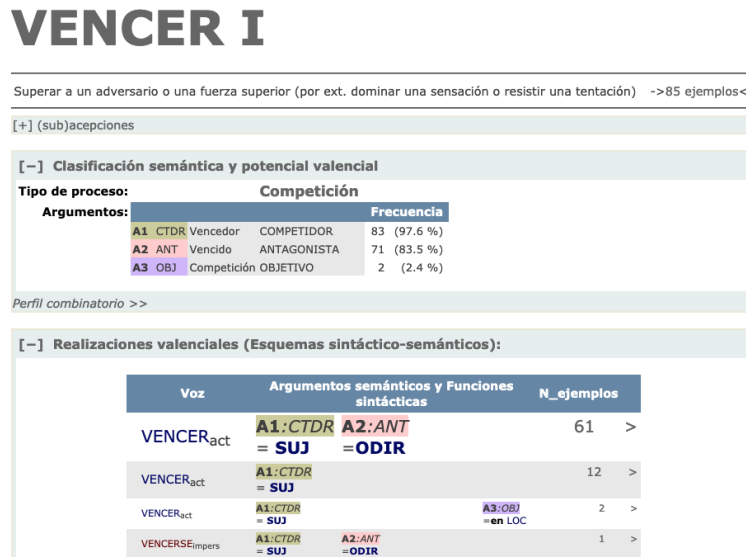 VENCER I
Superar a un adversario o una fuerza superior (por ext. dominar una sensación o resistir una tentación) ->85 ejemplos<
[+] (sub)acepciones
[−] Clasificación semántica y potencial valencial
Tipo de proceso: Competición
Argumentos: Frecuencia
A1 CTDR Vencedor COMPETIDOR 83 (97.6 %)
A2 ANT Vencido ANTAGONISTA 71 (83.5 %)
A3 OBJ Competición OBJETIVO 2 (2.4 %)
Perfil combinatorio >>
[−] Realizaciones valenciales (Esquemas sintáctico-semánticos):
Voz Argumentos semánticos y Funciones sintácticas N_ejemplos
VENCERact A1:CTDR A2:ANT 61 >
= SUJ =ODIR
VENCERact A1:CTDR 12 >
= SUJ
VENCERact A1:CTDR A3:OBJ 2 >
= SUJ =en LOC
VENCERSEimpers A1:CTDR A2:ANT 1 >
= SUJ =ODIR